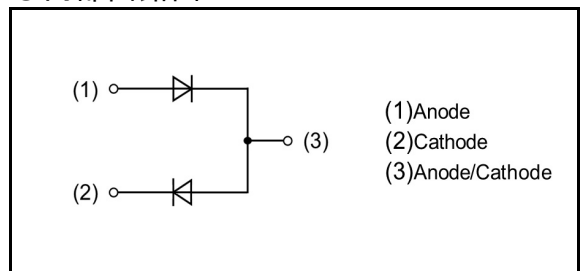 (1)
(3)
(2)
(1)Anode
(2)Cathode
(3)Anode/Cathode